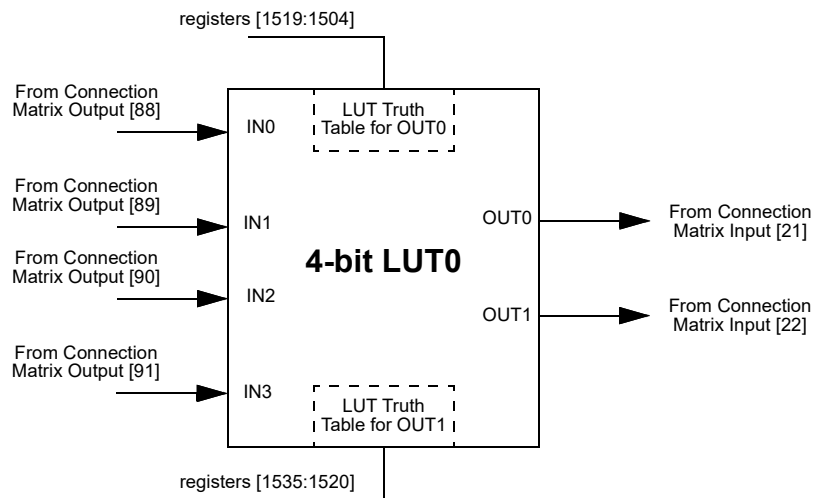 registers [1519:1504]
From Connection
Matrix Output [88]
IN0
LUT Truth
Table for OUT0
From Connection
Matrix Output [89]
IN1
OUT0
From Connection
Matrix Input [21]
4-bit LUT0
From Connection
Matrix Output [90]
IN2
OUT1
From Connection
Matrix Input [22]
From Connection
Matrix Output [91]
IN3
LUT Truth
Table for OUT1
registers [1535:1520]